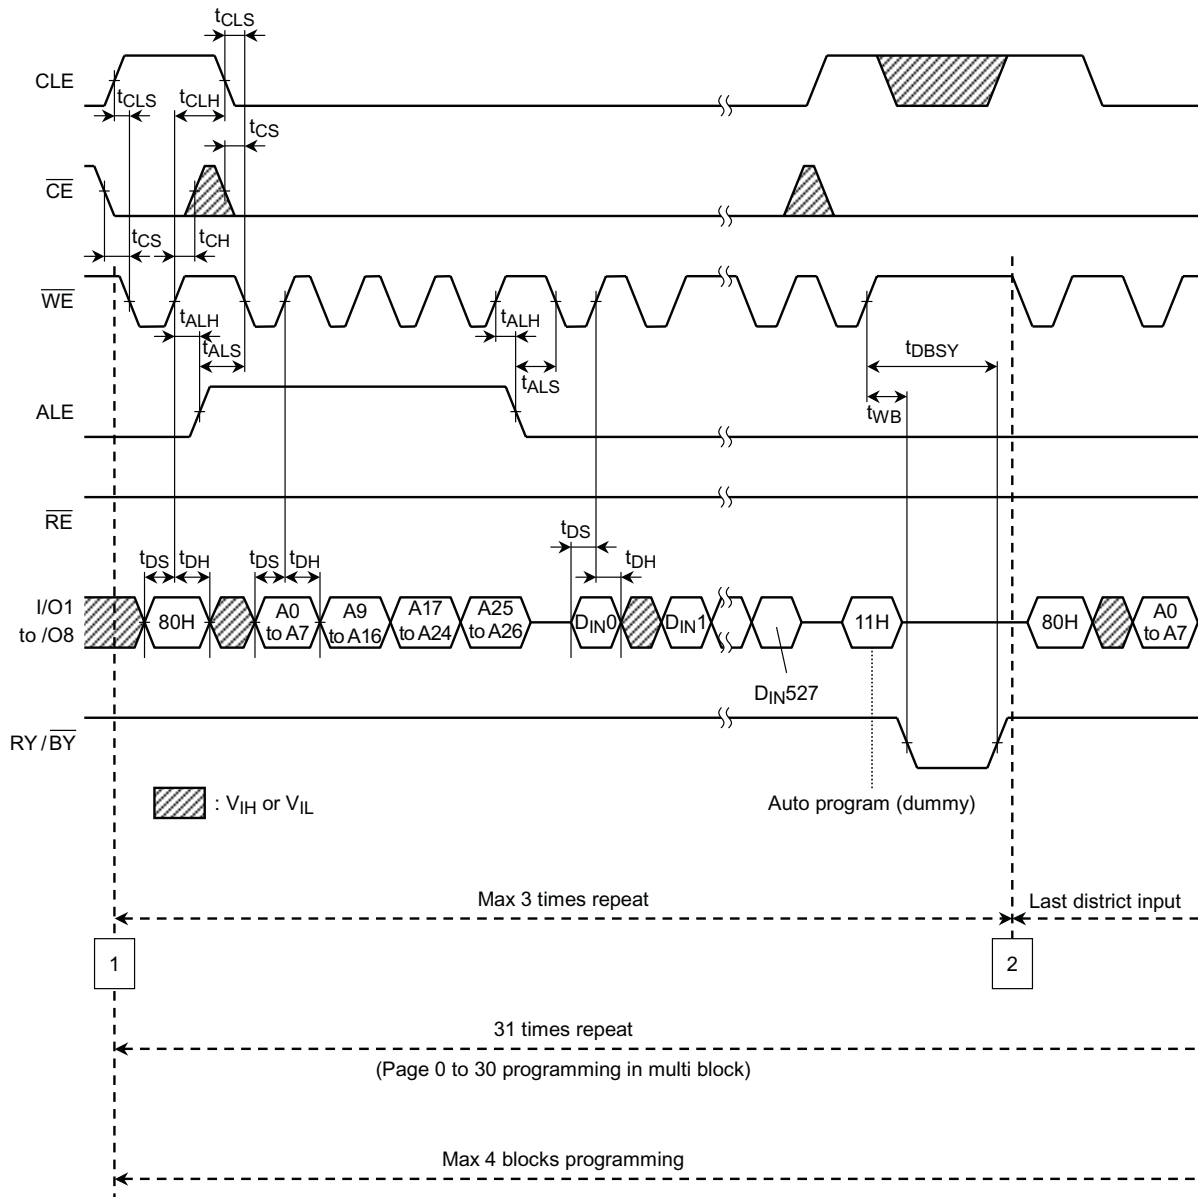 tCLS
CLE
tCLS
tCLH
tCS
CE
tCS
tCH
WE
tALH
tALH
tALS
tDBSY
tALS
ALE
tWB
RE
tDS
tDS
tDH
tDS
tDH
tDH
I/O1
to /O8
80H
A0
to A7
A9
to A16
A17
to A24
A25
to A26
DIN0
DIN1
11H
80H
A0
to A7
DIN527
RY/BY
: VIH or VIL
Auto program (dummy)
Max 3 times repeat
Last district input
1
2
31 times repeat
(Page 0 to 30 programming in multi block)
Max 4 blocks programming